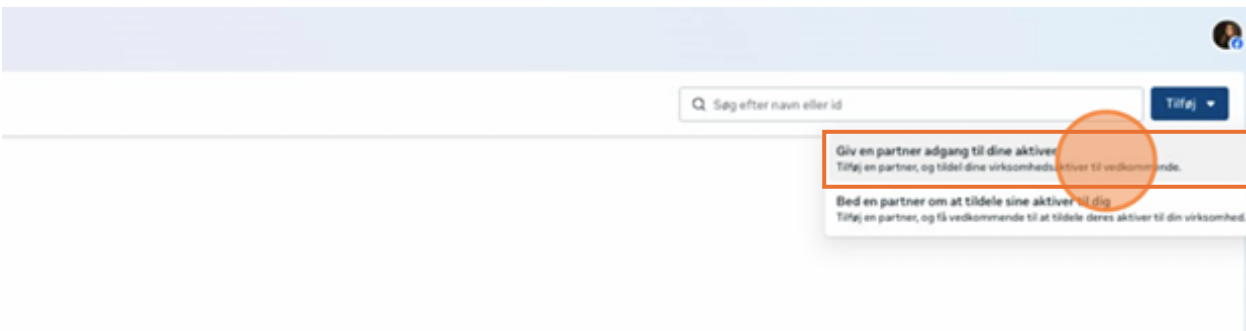 Søg efter navn eller id
Tilføj
Giv en partner adgang til dine aktiver
Tilføj en partner, og tildel dine virksomhedsaktiver til vedkommende.
Bed en partner om at tildele sine aktiver til dig
Tilføj en partner, og få vedkommende til at tildele deres aktiver til din virksomhed.